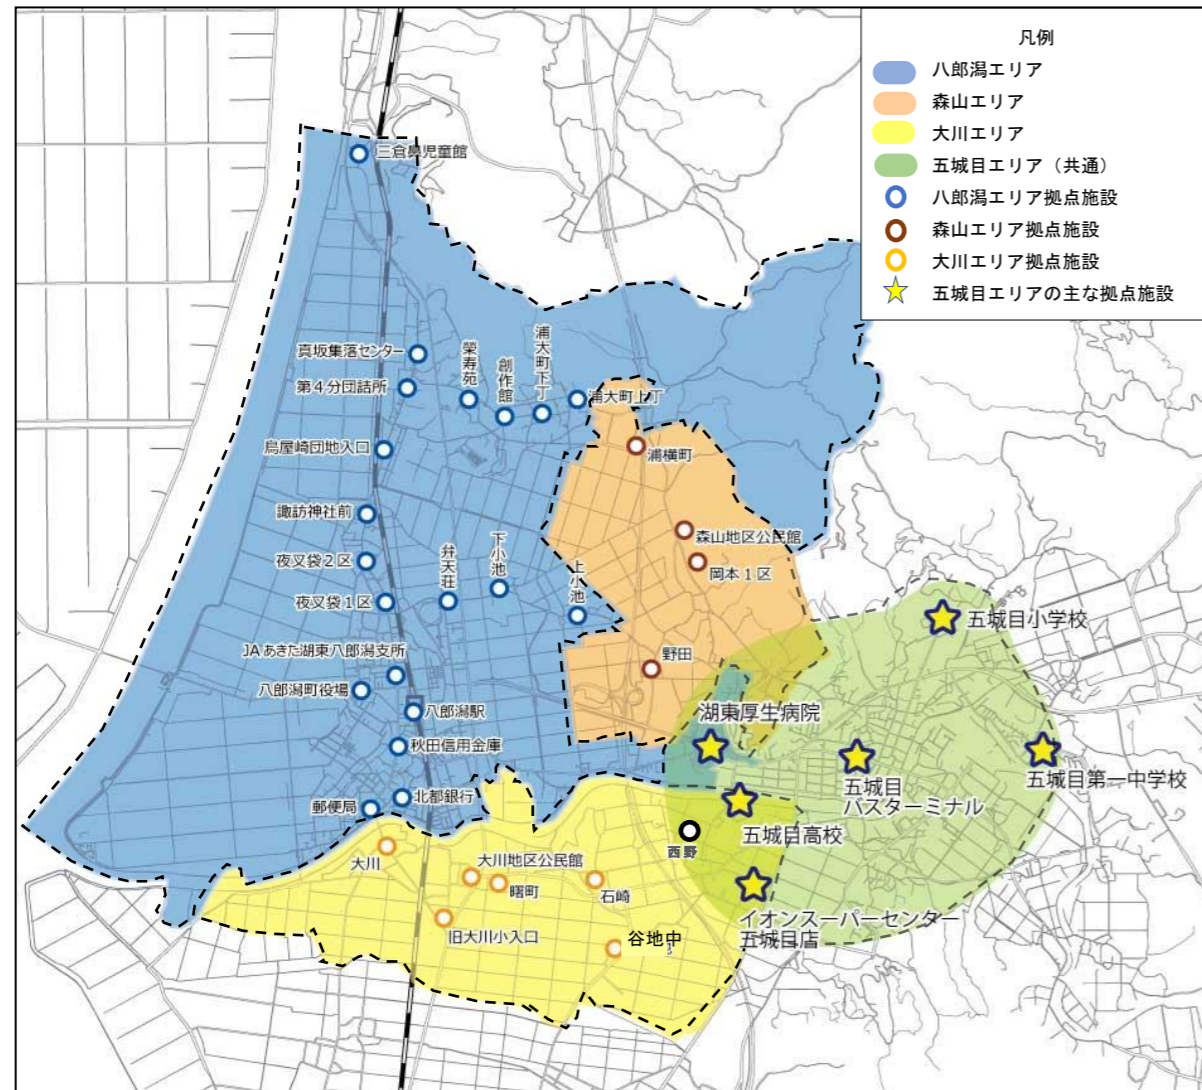 凡例
八郎潟エリア
森山エリア
大川エリア
五城目エリア（共通）
八郎潟エリア拠点施設
森山エリア拠点施設
大川エリア拠点施設
五城目エリアの主な拠点施設
三倉鼻児童館
真坂集落センター
第４分団詰所
榮寿苑
創作館
浦大町下丁
浦大町上丁
鳥屋崎団地入口
浦横町
諏訪神社前
森山地区公民館
夜叉袋２区
岡本１区
弁天荘
下小池
上小池
夜叉袋１区
五城目小学校
JAあきた湖東八郎潟支所
野田
八郎潟町役場
八郎潟駅
湖東厚生病院
秋田信用金庫
五城目
バスターミナル
五城目第一中学校
北都銀行
郵便局
五城目高校
西野
大川
大川地区公民館
曙町
石崎
旧大川小入口
イオンスーパーセンター
五城目店
谷地中